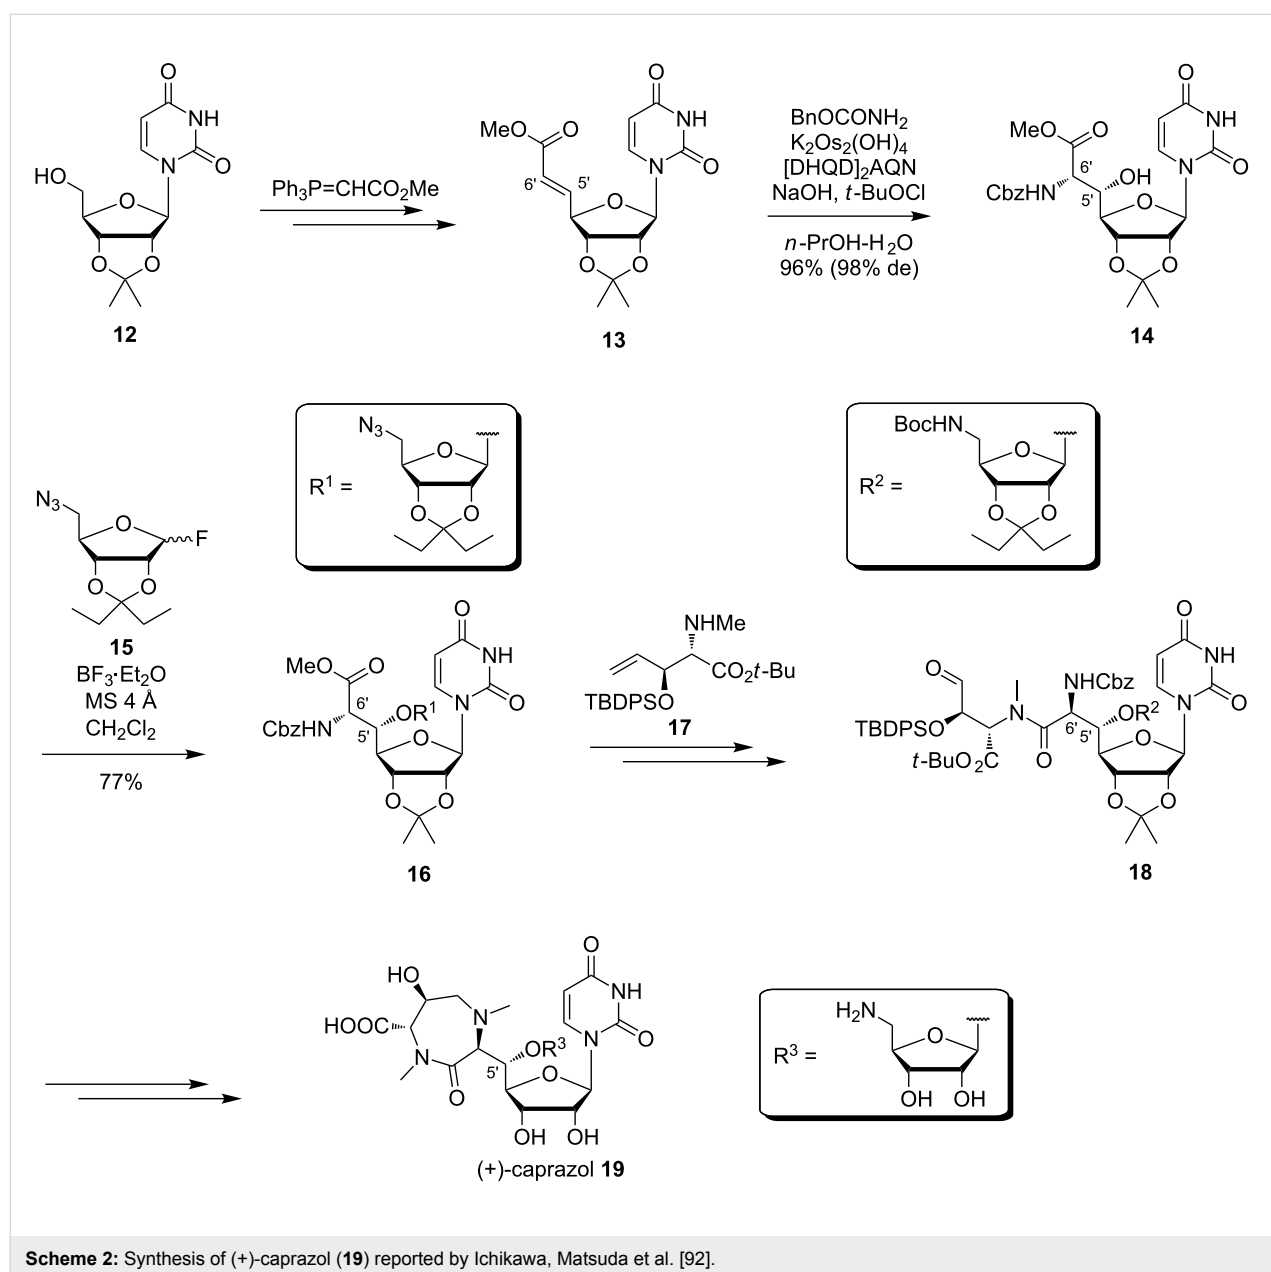 O
NH
N
O
HO
O
O
O
12
Ph3P=CHCO2Me
MeO
O
6'
5'
O
NH
N
O
O
O
O
13
BnOCONH2
K2Os2(OH)4
[DHQD]2AQN
NaOH, t-BuOCl
n-PrOH-H2O
96% (98% de)
MeO
O
6'
CbzHN
5'
OH
O
NH
N
O
O
O
O
14
N3
O
F
O
O
15
BF3·Et2O
MS 4 Å
CH2Cl2
77%
R1 =
N3
O
O
O
R2 =
BocHN
O
O
O
MeO
O
6'
CbzHN
5'
OR1
O
NH
N
O
O
O
O
16
NHMe
CO2t-Bu
TBDPSO
17
O
TBDPSO
N
t-BuO2C
O
NHCbz
6'
5'
OR2
O
NH
N
O
O
O
O
18
HO
HOOC
N
N
O
5'
OR3
O
NH
N
O
O
OH
OH
(+)-caprazol 19
R3 =
H2N
O
OH
OH
Scheme 2: Synthesis of (+)-caprazol (19) reported by Ichikawa, Matsuda et al. [92].